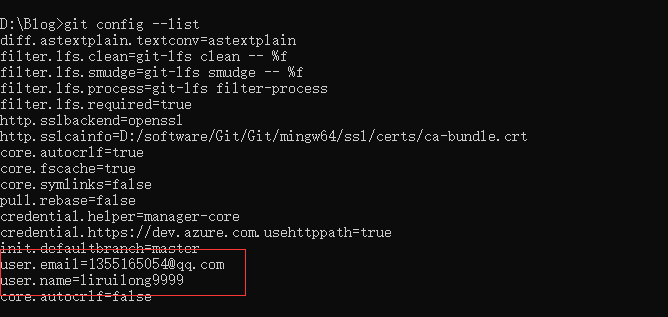 D:\Blog>git config --list
diff.astextplain.textconv=astextplain
filter.lfs.clean=git-lfs clean -- %f
filter.lfs.smudge=git-lfs smudge -- %f
filter.lfs.process=git-lfs filter-process
filter.lfs.required=true
http.sslbackend=openssl
http.sslcainfo=D:/software/Git/Git/mingw64/ssl/certs/ca-bundle.crt
core.autocrlf=true
core.fscache=true
core.symlinks=false
pull.rebase=false
credential.helper=manager-core
credential.https://dev.azure.com.usehttppath=true
init.defaultbranch=master
user.email=1355165054@qq.com
user.name=liruilong9999
core.autocrlf=false